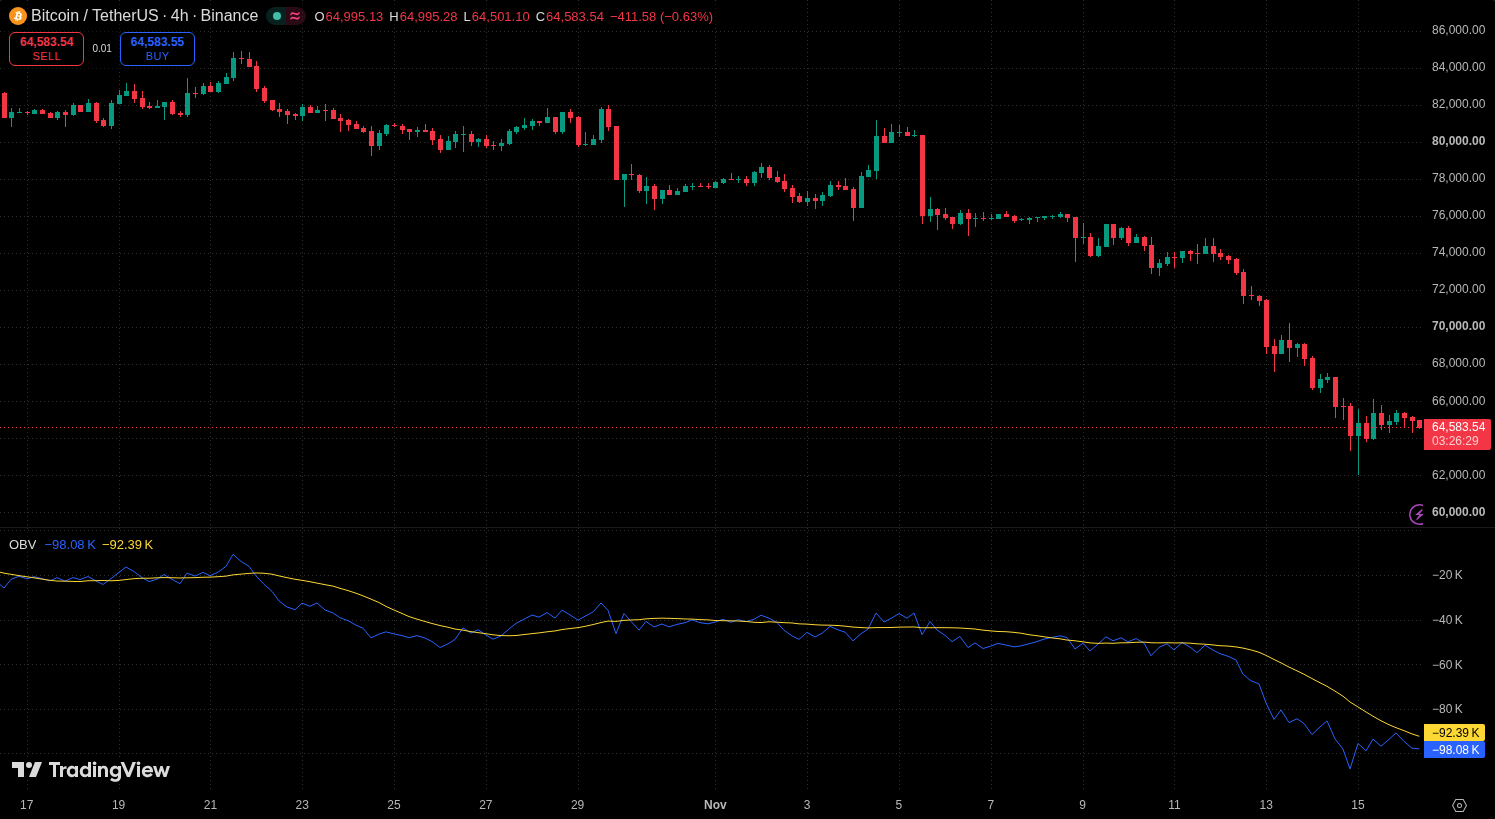 Bitcoin / TetherUS · 4h · Binance O64,995.13 H64,995.28 L64,501.10 C64,583.54 −411.58 (−0.63%)
64,583.54 SELL
0.01
64,583.55 BUY
86,000.00
84,000.00
82,000.00
80,000.00
78,000.00
76,000.00
74,000.00
72,000.00
70,000.00
68,000.00
66,000.00
64,583.54
03:26:29
62,000.00
60,000.00
OBV −98.08 K −92.39 K
−20 K
−40 K
−60 K
−80 K
−92.39 K
−98.08 K
TradingView
17 19 21 23 25 27 29 Nov 3 5 7 9 11 13 15